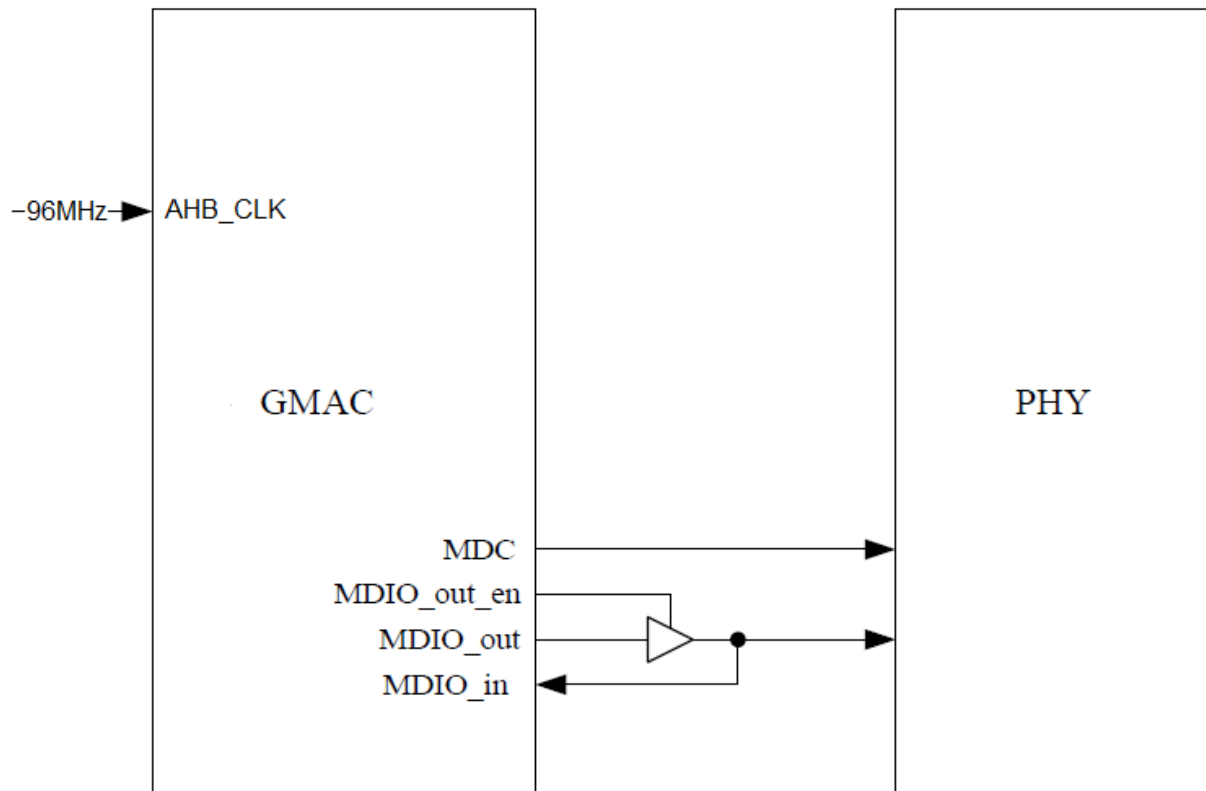 96MHz
AHB_CLK
GMAC
PHY
MDC
MDIO_out_en
MDIO_out
MDIO_in